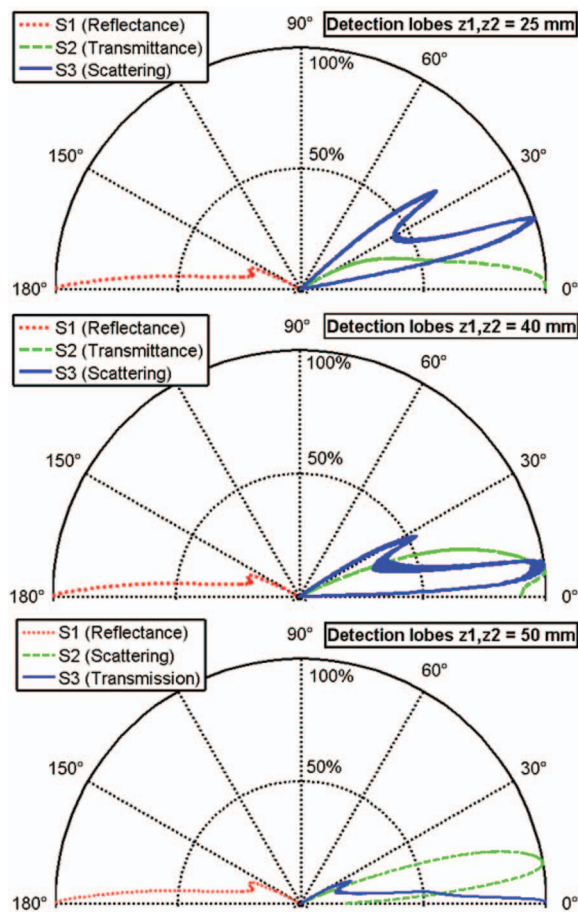 S1 (Reflectance)
S2 (Transmittance)
S3 (Scattering)
Detection lobes z1,z2 = 25 mm
90°
100%
60°
150°
50%
30°
180°
0°
S1 (Reflectance)
S2 (Transmittance)
S3 (Scattering)
Detection lobes z1,z2 = 40 mm
90°
100%
60°
150°
50%
30°
180°
0°
S1 (Reflectance)
S2 (Scattering)
S3 (Transmission)
Detection lobes z1,z2 = 50 mm
90°
100%
60°
150°
50%
30°
180°
0°